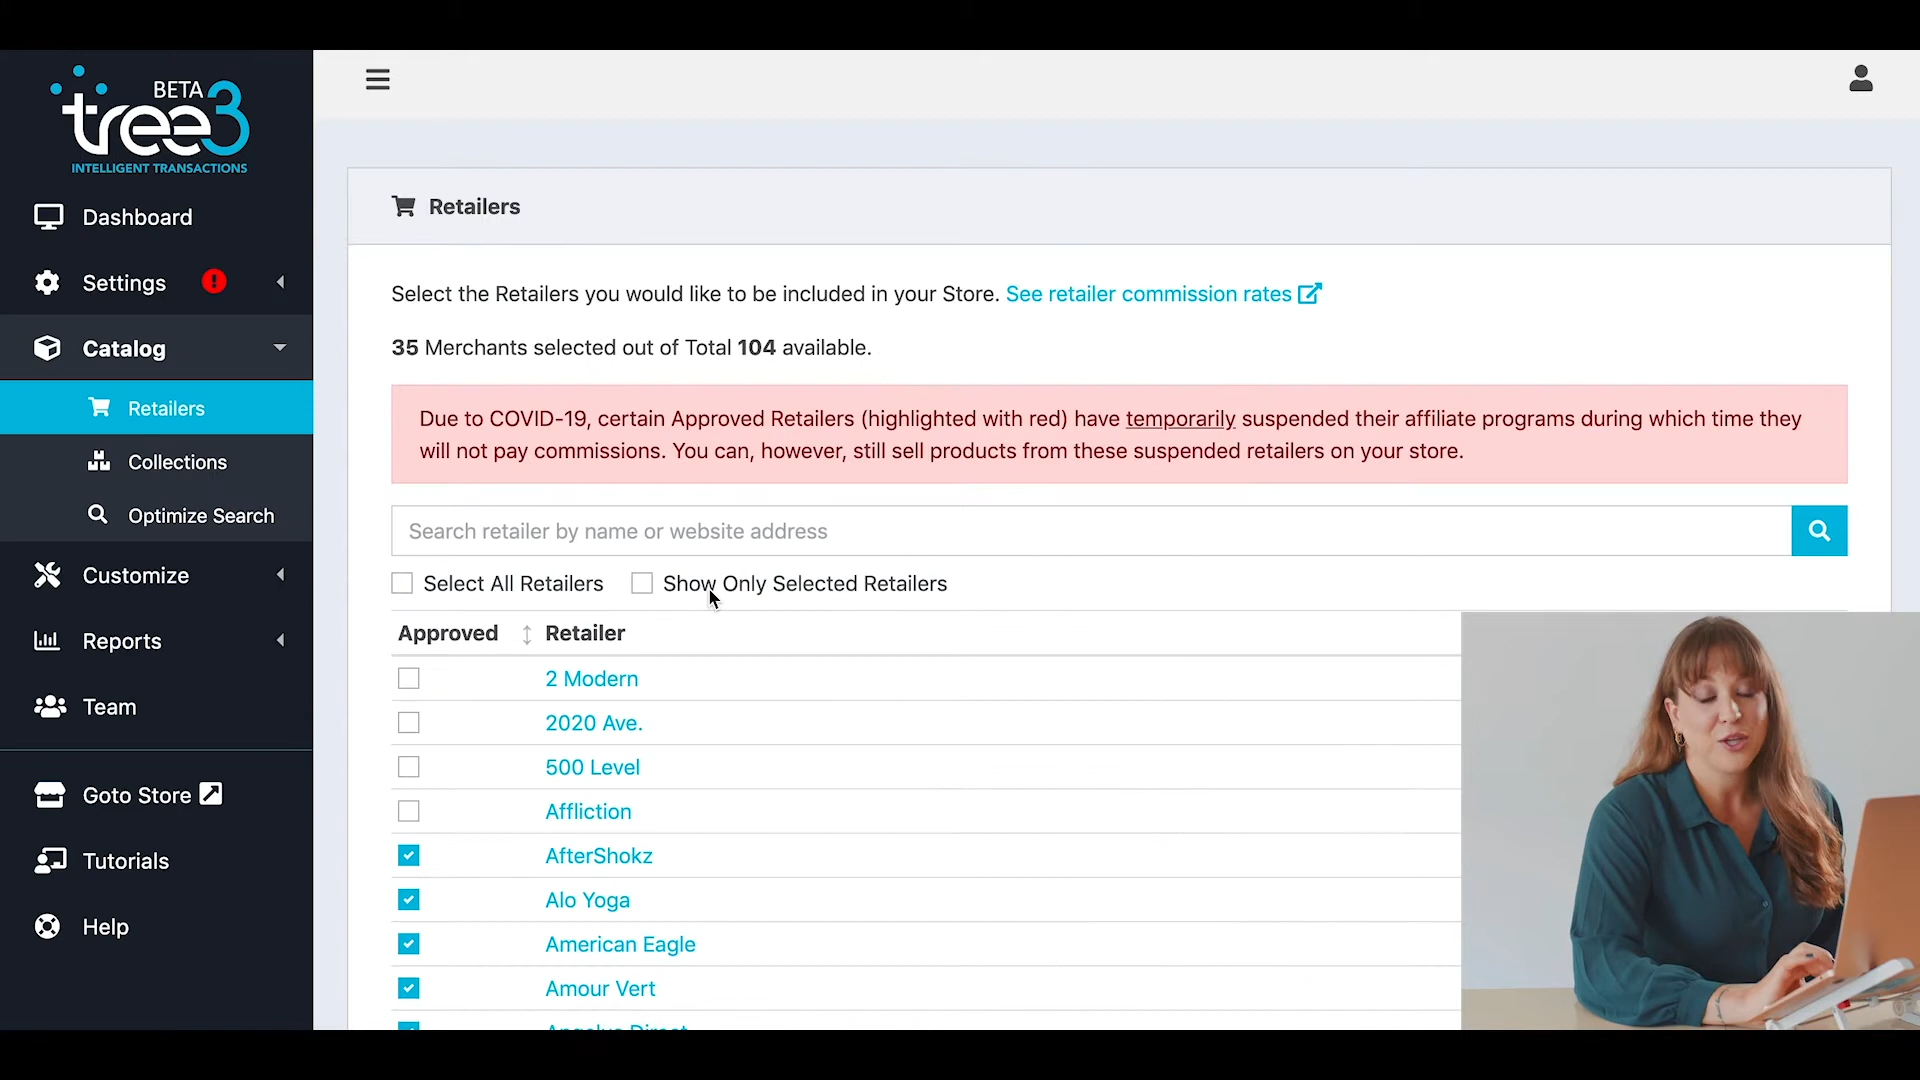 BETA
tree3
INTELLIGENT TRANSACTIONS
Dashboard
Settings
Catalog
Retailers
Collections
Optimize Search
Customize
Reports
Team
Goto Store
Tutorials
Help
Retailers
Select the Retailers you would like to be included in your Store. See retailer commission rates
35 Merchants selected out of Total 104 available.
Due to COVID-19, certain Approved Retailers (highlighted with red) have temporarily suspended their affiliate programs during which time they
will not pay commissions. You can, however, still sell products from these suspended retailers on your store.
Search retailer by name or website address
Select All Retailers Show Only Selected Retailers
Approved Retailer
2 Modern
2020 Ave.
500 Level
Affliction
AfterShokz
Alo Yoga
American Eagle
Amour Vert